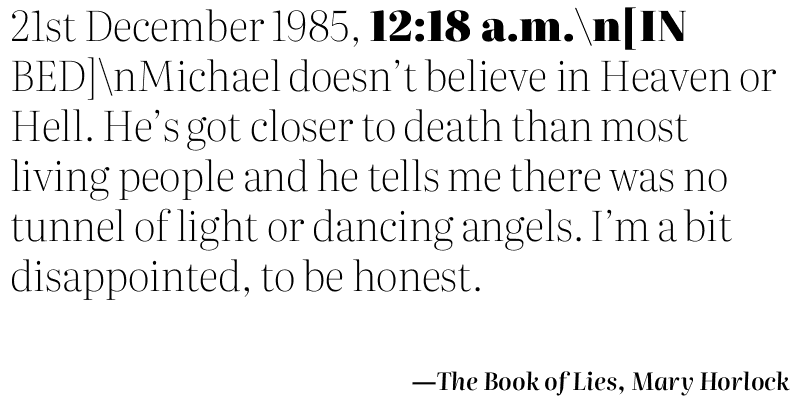 21st December 1985, 12:18 a.m.\n[IN
BED]\nMichael doesn’t believe in Heaven or
Hell. He’s got closer to death than most
living people and he tells me there was no
tunnel of light or dancing angels. I’m a bit
disappointed, to be honest.
—The Book of Lies, Mary Horlock